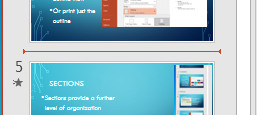 •Or print just the
outline
5
SECTIONS
•Sections provide a further
level of organization